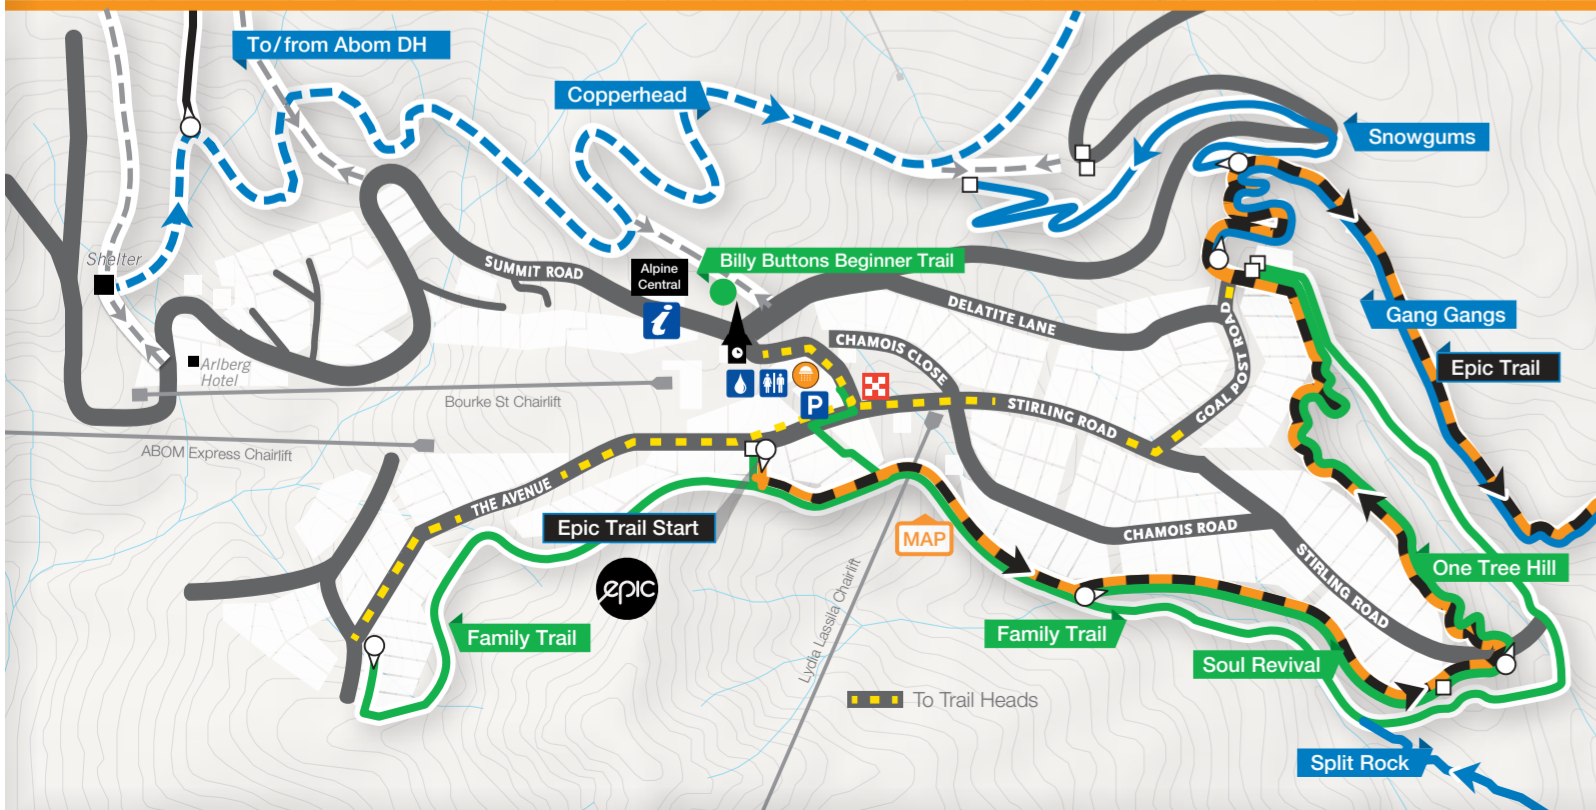 To/from Abom DH
Copperhead
Snowgums
Shelter
SUMMIT ROAD
Alpine
Central
Billy Buttons Beginner Trail
i
DELATITE LANE
GOAL POST ROAD
Gang Gangs
CHAMOIS CLOSE
Arlberg
Hotel
Epic Trail
Bourke St Chairlift
P
STIRLING ROAD
ABOM Express Chairlift
THE AVENUE
Epic Trail Start
MAP
CHAMOIS ROAD
epic
STIRLING ROAD
One Tree Hill
Family Trail
Family Trail
Lydia Lassila Chairlift
Soul Revival
To Trail Heads
Split Rock